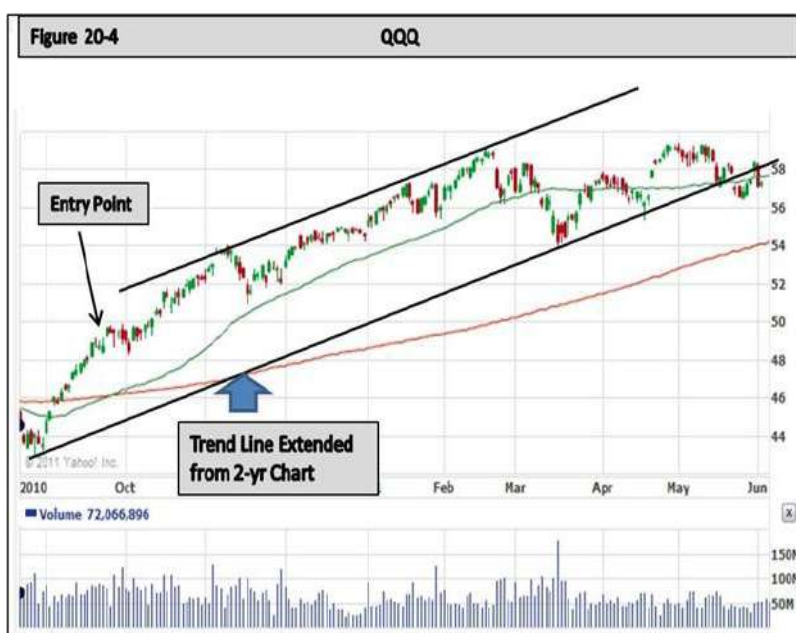 Figure 20-4 QQQ
Entry Point
58
56
54
52
50
48
46
44
Trend Line Extended
from 2-yr Chart
© 2011 Yahoo! Inc.
2010 Oct Feb Mar Apr May Jun
Volume 72,066,896
X
150M
100M
50M